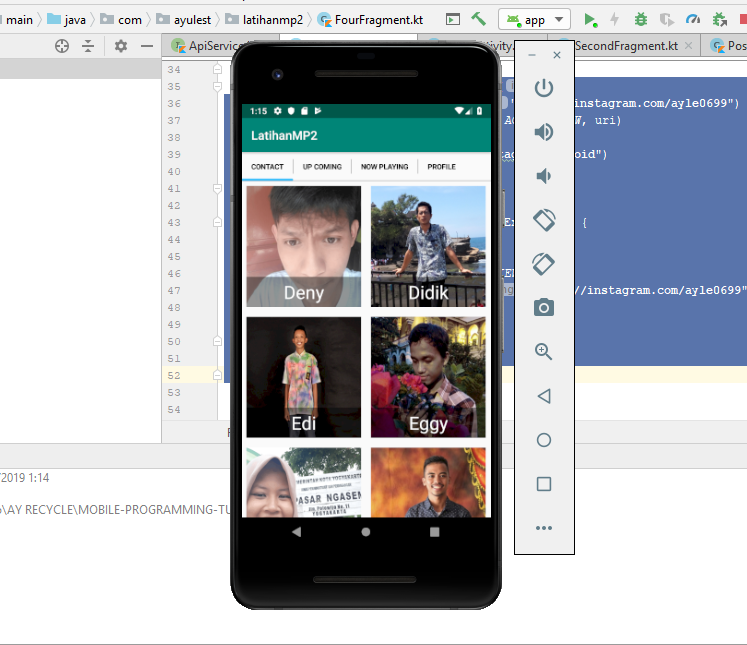 main java com ayulest latihanmp2 FourFragment.kt app
ApiService tivity. SecondFragment.kt Pos
34
35
36 "instagram.com/ayle0699")
37 W, uri)
38
39 oid")
40
41
42
43 {
44
45
46
47 //instagram.com/ayle0699"
48
49
50
51
52
53
54
1:15
LatihanMP2
CONTACT UP COMING NOW PLAYING PROFILE
Deny Didik
Edi Eggy
PASAR NGASEM
YOGYAKARTA
/2019 1:14
\AY RECYCLE\MOBILE-PROGRAMMING-TU